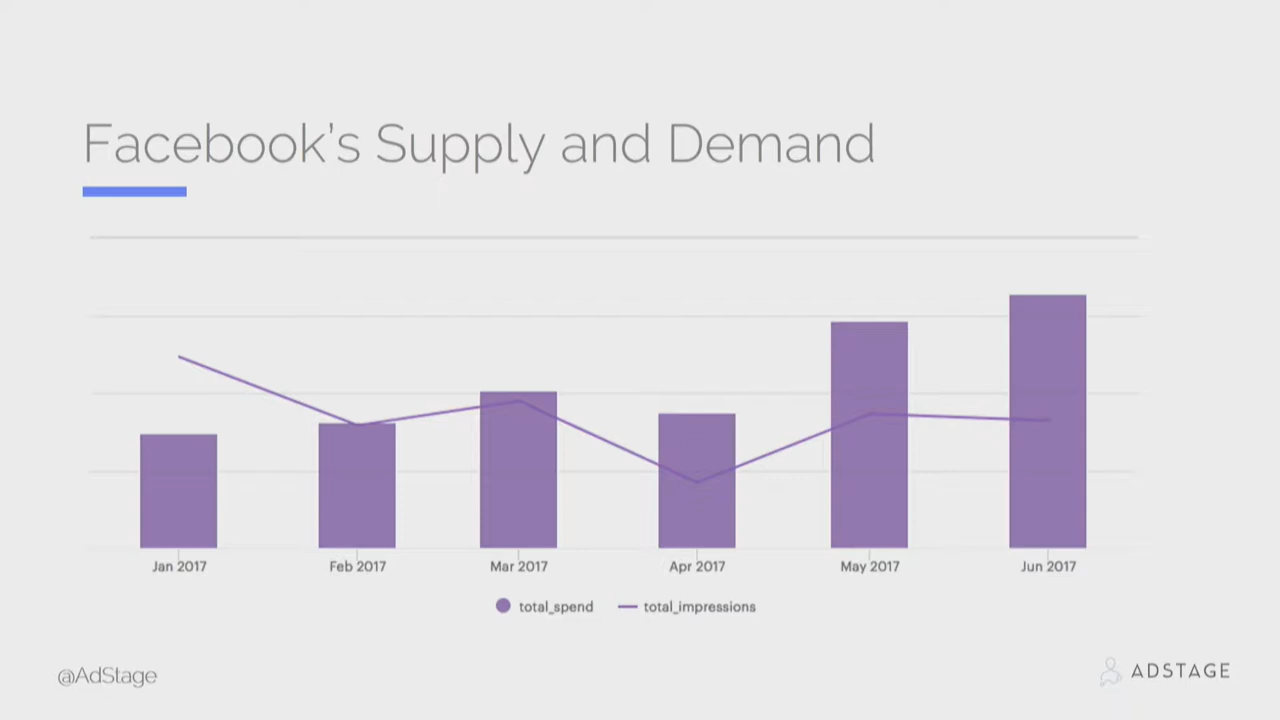 Facebook's Supply and Demand
Jan 2017 Feb 2017 Mar 2017 Apr 2017 May 2017 Jun 2017
total_spend total_impressions
@AdStage ADSTAGE